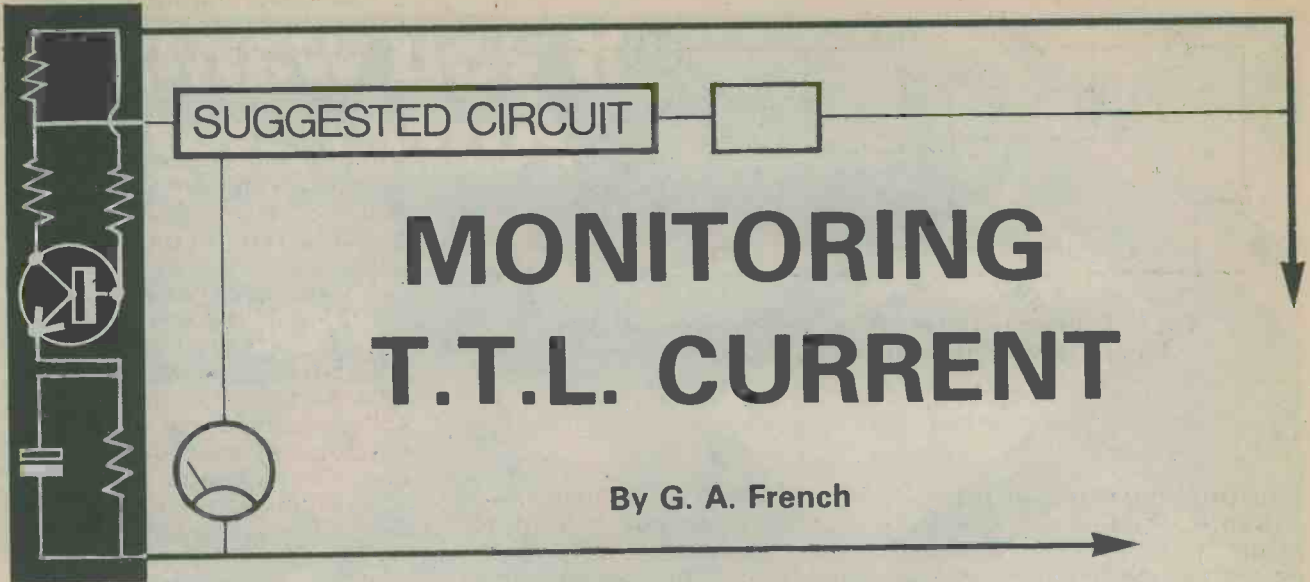 SUGGESTED CIRCUIT
MONITORING
T.T.L. CURRENT
By G. A. French